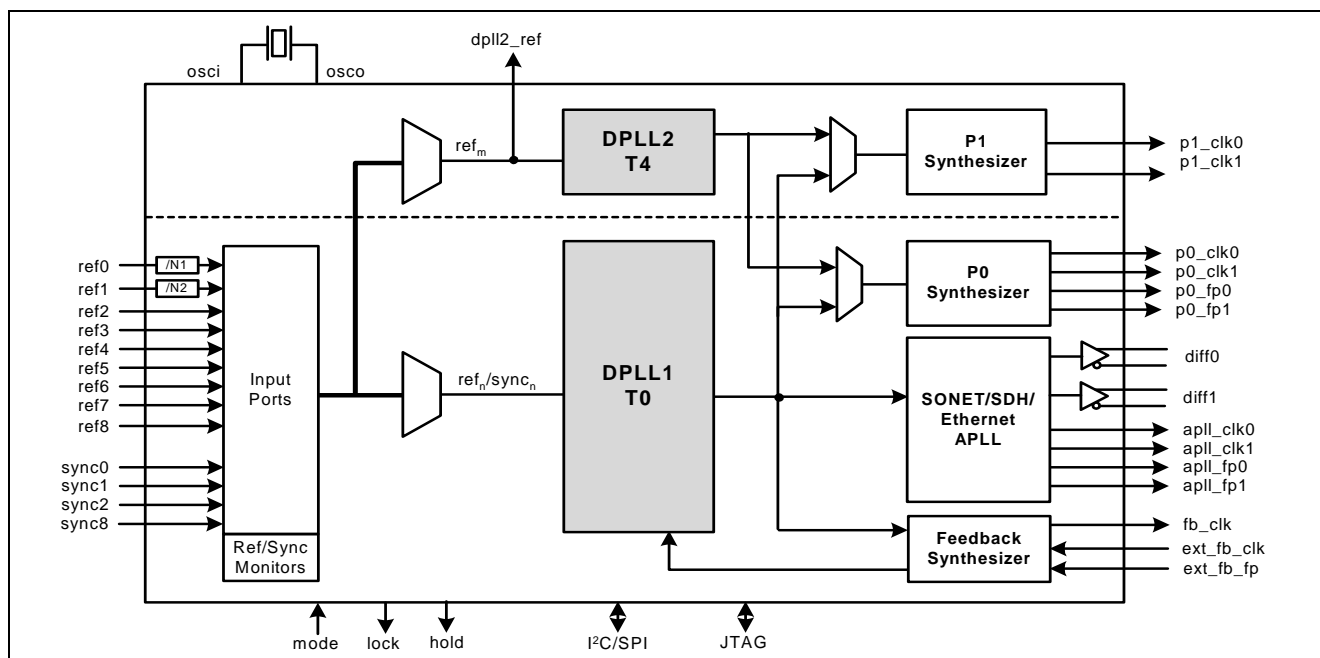 dpll2_ref
osci
osco
ref_m
DPLL2
T4
P1
Synthesizer
p1_clk0
p1_clk1
ref0
/N1
ref1
/N2
ref2
ref3
ref4
ref5
ref6
ref7
ref8
sync0
sync1
sync2
sync8
Input
Ports
Ref/Sync
Monitors
ref_n/sync_n
DPLL1
T0
P0
Synthesizer
p0_clk0
p0_clk1
p0_fp0
p0_fp1
SONET/SDH/
Ethernet
APLL
diff0
diff1
apll_clk0
apll_clk1
apll_fp0
apll_fp1
Feedback
Synthesizer
fb_clk
ext_fb_clk
ext_fb_fp
mode
lock
hold
I²C/SPI
JTAG